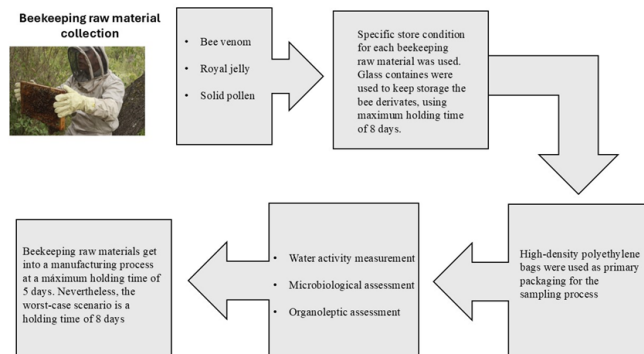 Beekeeping raw material
collection
• Bee venom
• Royal jelly
• Solid pollen
Specific store condition
for each beekeeping
raw material was used.
Glass containes were
used to keep storage the
bee derivates, using
maximum holding time
of 8 days.
High-density polyethylene
bags were used as primary
packaging for the
sampling process
• Water activity measurement
• Microbiological assessment
• Organoleptic assessment
Beekeeping raw materials get
into a manufacturing process
at a máximum holding time of
5 days. Nevertheless, the
worst-case scenario is a
holding time of 8 days